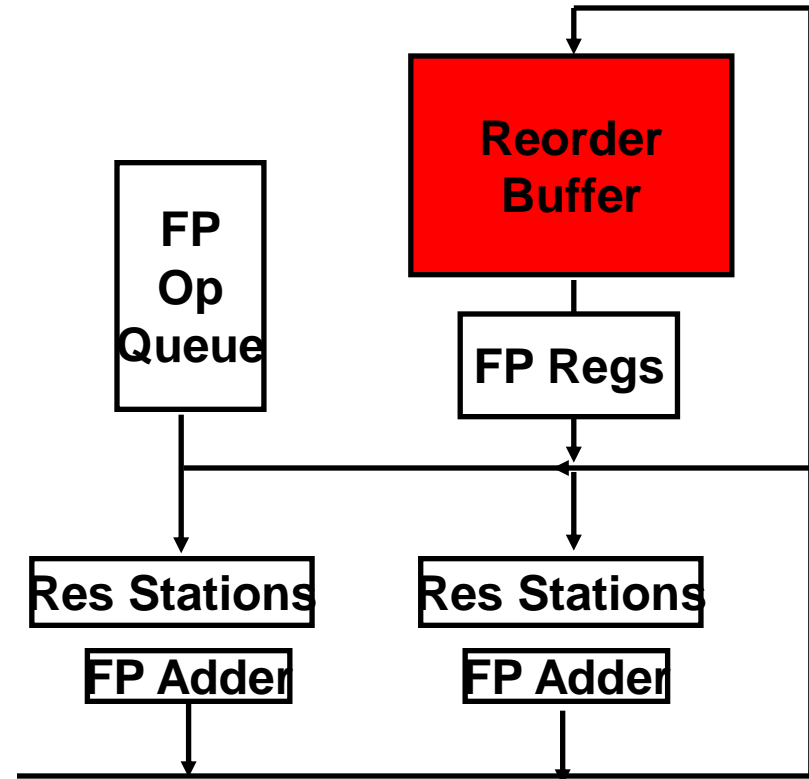 Reorder
Buffer
FP
Op
Queue
FP Regs
Res Stations
Res Stations
FP Adder
FP Adder